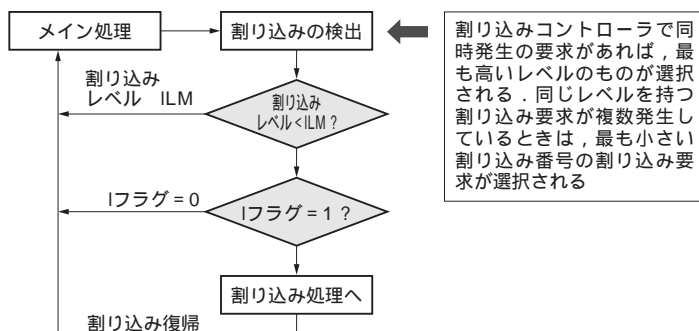 メイン処理
割り込みの検出
割り込みコントローラで同
時発生の要求があれば，最
も高いレベルのものが選択
される．同じレベルを持つ
割り込み要求が複数発生し
ているときは，最も小さい
割り込み番号の割り込み要
求が選択される
割り込み
レベル ILM
割り込み
レベル<ILM？
Iフラグ＝0
Iフラグ＝1 ？
割り込み処理へ
割り込み復帰